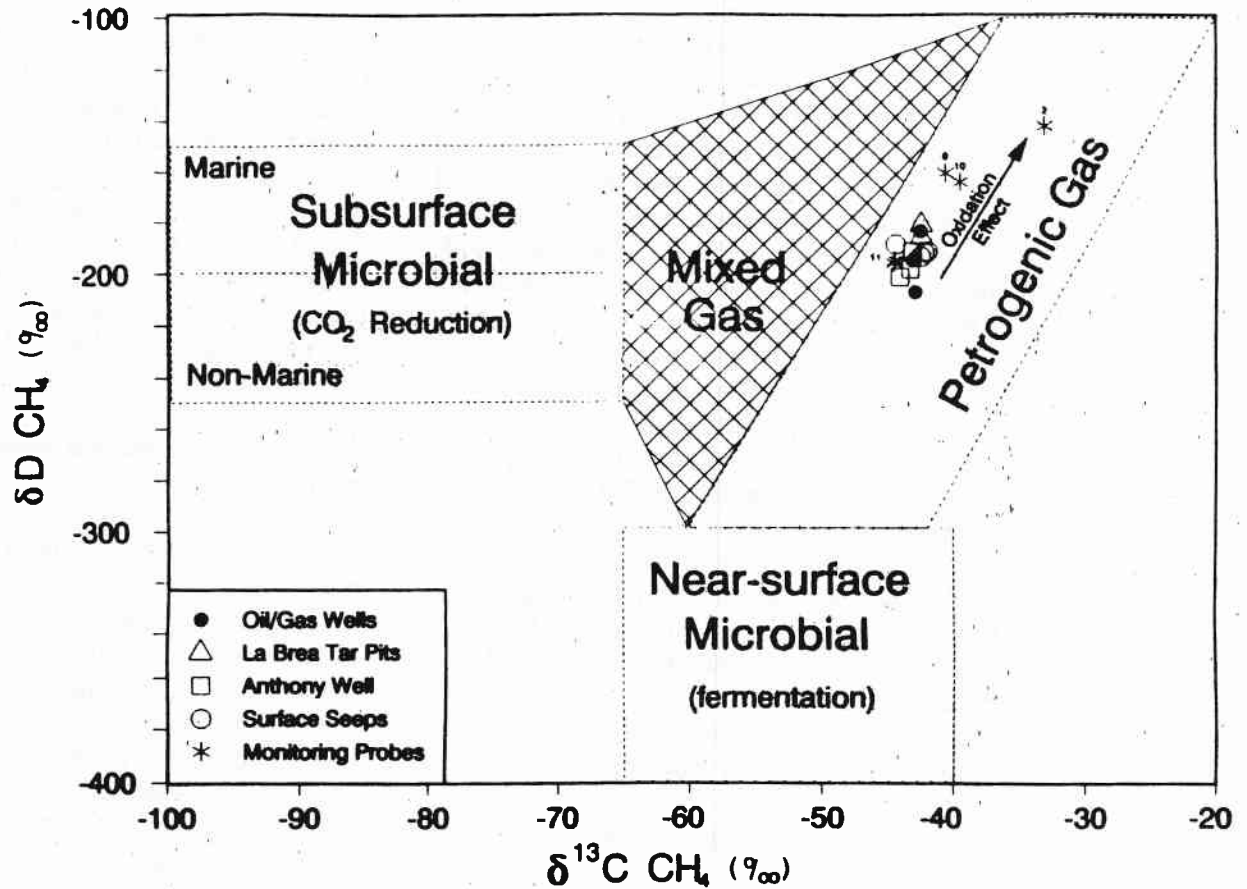 -100
-200
-300
-400
δD CH₄ (‰)
Marine
Subsurface
Microbial
(CO₂ Reduction)
Non-Marine
Mixed
Gas
Oxidation
Effect
Petrogenic Gas
10
11
Near-surface
Microbial
(fermentation)
Oil/Gas Wells
La Brea Tar Pits
Anthony Well
Surface Seeps
Monitoring Probes
-100 -90 -80 -70 -60 -50 -40 -30 -20
δ¹³C CH₄ (‰)